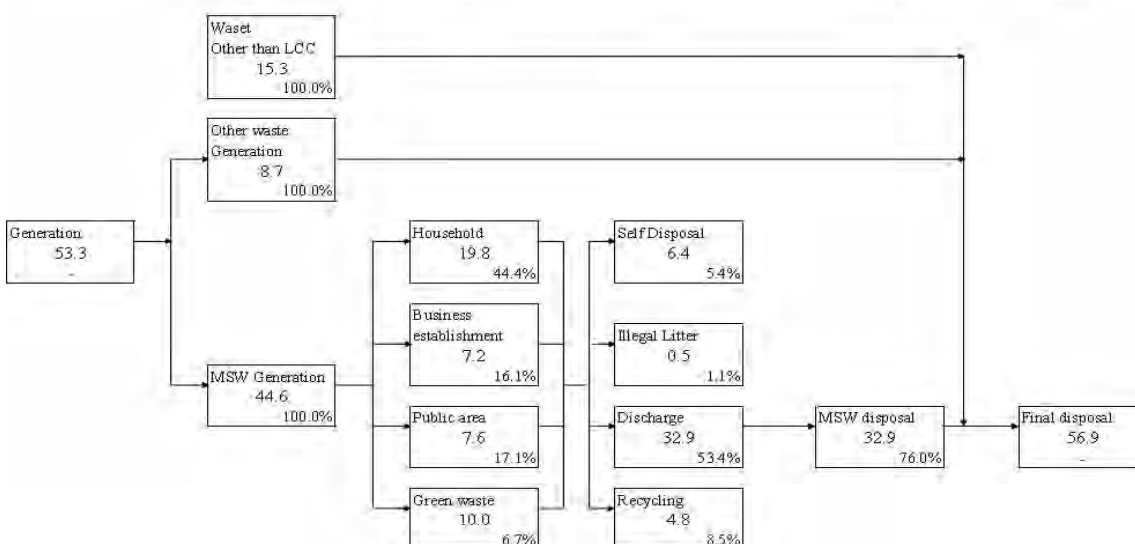 Waset
Other than LCC
15.3
100.0%
Other waste
Generation
8.7
100.0%
Generation
53.3
-
MSW Generation
44.6
100.0%
Household
19.8
44.4%
Business
establishment
7.2
16.1%
Public area
7.6
17.1%
Green waste
10.0
6.7%
Self Disposal
6.4
5.4%
Illegal Litter
0.5
1.1%
Discharge
32.9
53.4%
Recycling
4.8
8.5%
MSW disposal
32.9
76.0%
Final disposal
56.9
-